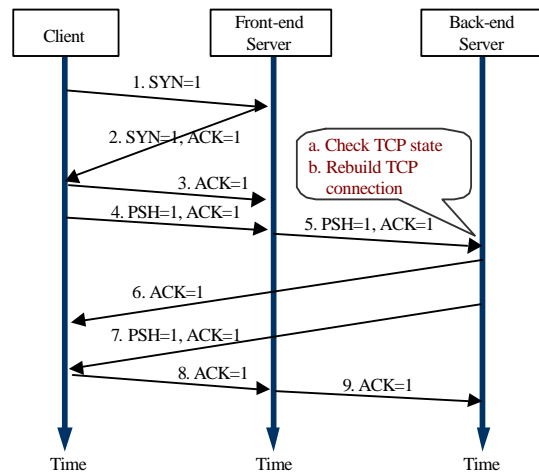 Client
Front-end
Server
Back-end
Server
1. SYN=1
2. SYN=1, ACK=1
a. Check TCP state
b. Rebuild TCP
connection
3. ACK=1
4. PSH=1, ACK=1
5. PSH=1, ACK=1
6. ACK=1
7. PSH=1, ACK=1
8. ACK=1
9. ACK=1
Time
Time
Time